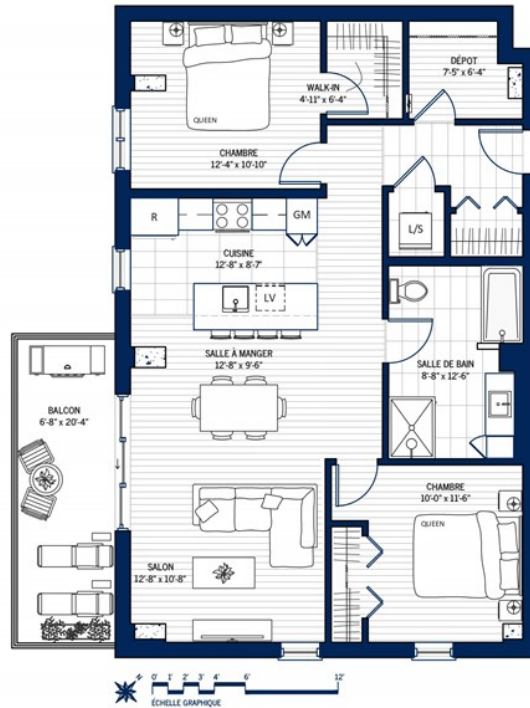 DÉPOT
7'-5" x 6'-4"
WALK-IN
4'-11" x 6'-4"
QUEEN
CHAMBRE
12'-4" x 10'-10"
R
GM
L/S
CUISINE
12'-8" x 8'-7"
LV
SALLE À MANGER
12'-8" x 9'-6"
SALLE DE BAIN
8'-8" x 12'-6"
BALCON
6'-8" x 20'-4"
CHAMBRE
10'-0" x 11'-6"
QUEEN
SALON
12'-8" x 10'-8"
N 0' 1' 2' 3' 4' 6' 12'
ÉCHELLE GRAPHIQUE